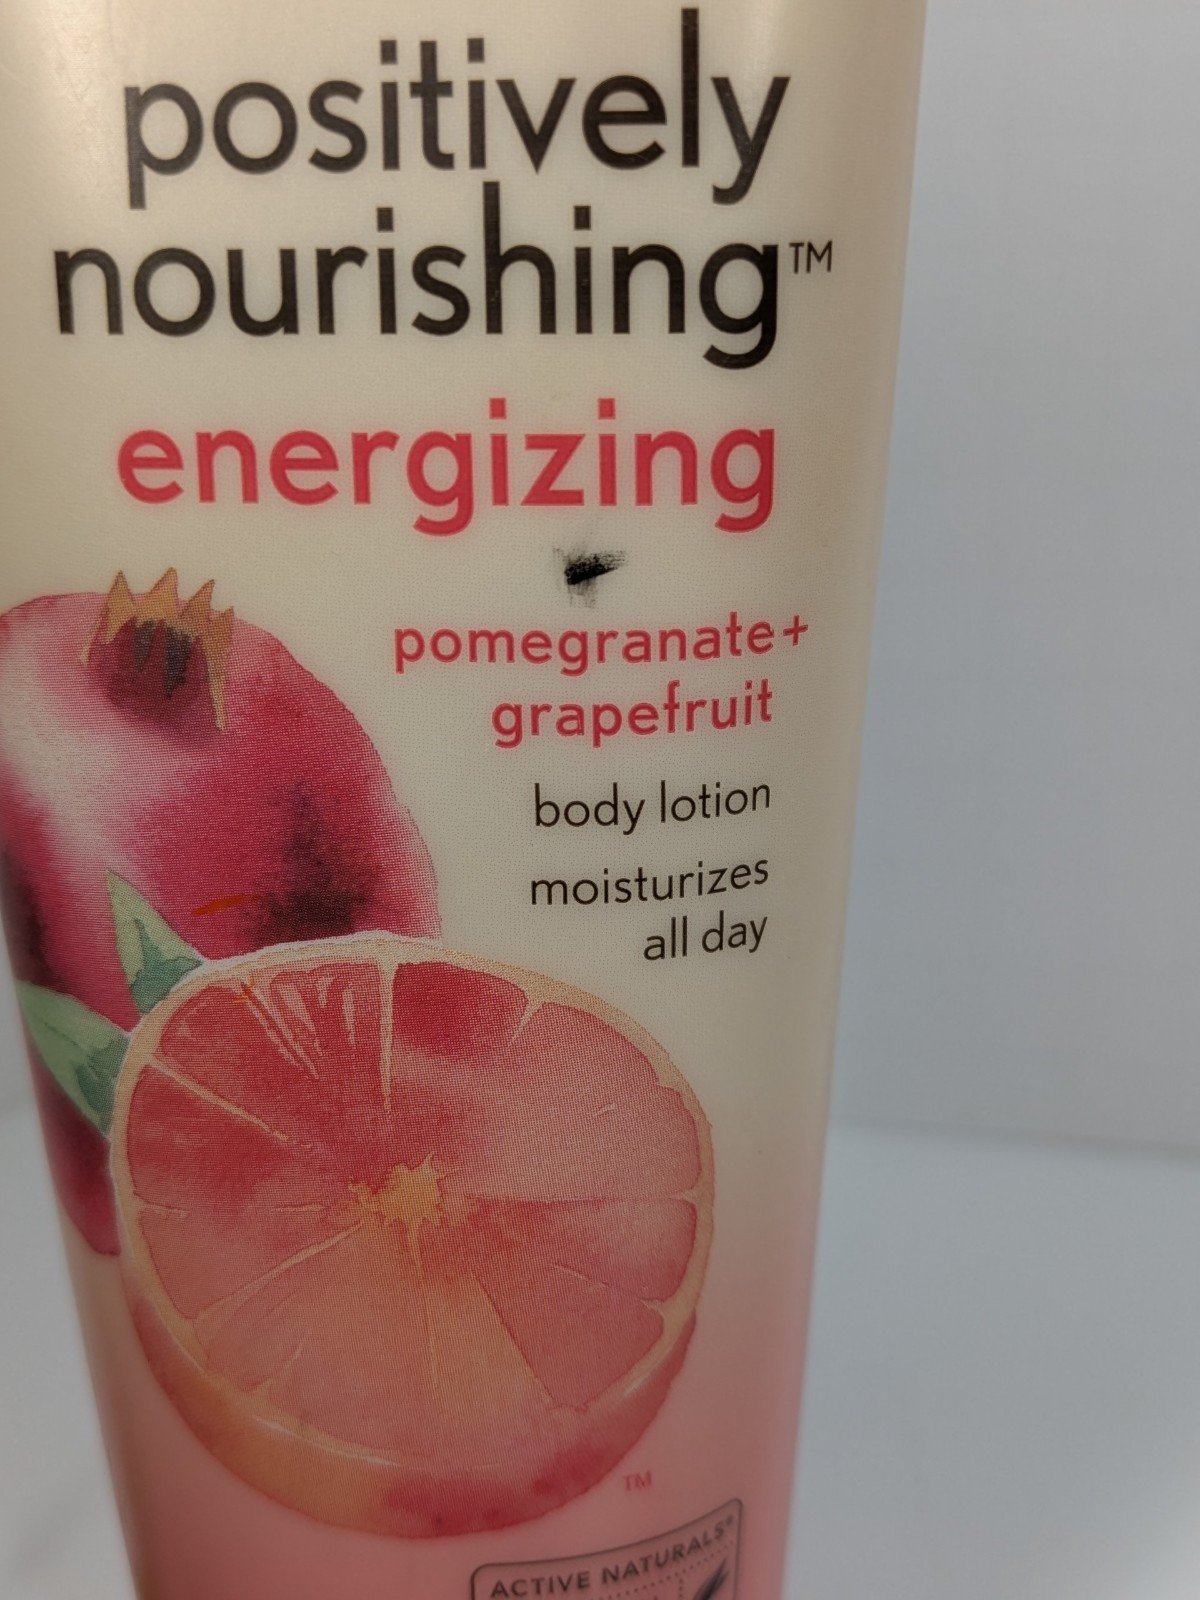 positively
nourishing™
energizing
pomegranate+
grapefruit
body lotion
moisturizes
all day
TM
ACTIVE NATURALS®